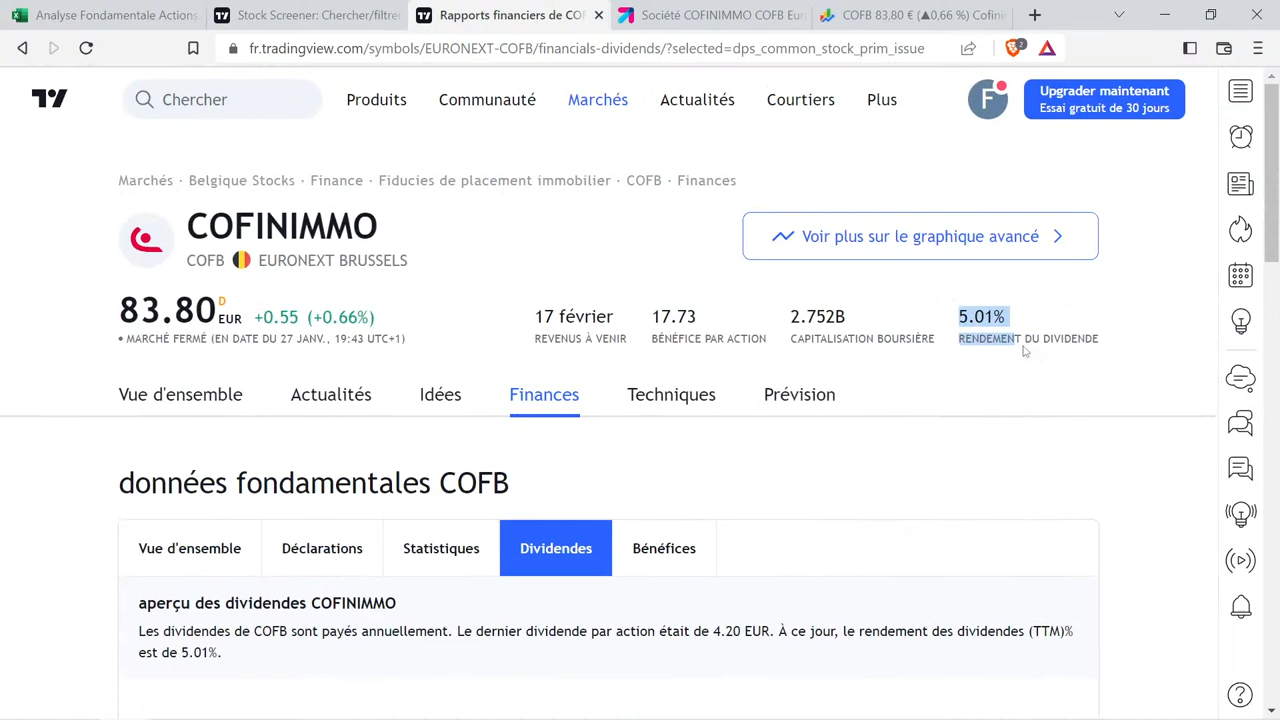 Analyse Fondamentale Actions
Stock Screener: Chercher filtrer
Rapports financiers de CO
Société COFINIMMO COFB Eur
COFB 83,80 € (▲0,66 %) Cofini
fr.tradingview.com/symbols/EURONEXT-COFB/financials-dividends/?selected=dps_common_stock_prim_issue
2
Chercher
Produits
Communauté
Marchés
Actualités
Courtiers
Plus
F
Upgrader maintenant
Essai gratuit de 30 jours
Marchés · Belgique Stocks · Finance · Fiducies de placement immobilier · COFB · Finances
COFINIMMO
COFB EURONEXT BRUSSELS
Voir plus sur le graphique avancé
83.80 D EUR +0.55 (+0.66%)
• MARCHÉ FERMÉ (EN DATE DU 27 JANV., 19:43 UTC+1)
17 février
REVENUS À VENIR
17.73
BÉNÉFICE PAR ACTION
2.752B
CAPITALISATION BOURSIÈRE
5.01%
RENDEMENT DU DIVIDENDE
Vue d'ensemble
Actualités
Idées
Finances
Techniques
Prévision
données fondamentales COFB
Vue d'ensemble
Déclarations
Statistiques
Dividendes
Bénéfices
aperçu des dividendes COFINIMMO
Les dividendes de COFB sont payés annuellement. Le dernier dividende par action était de 4.20 EUR. À ce jour, le rendement des dividendes (TTM)%
est de 5.01%.